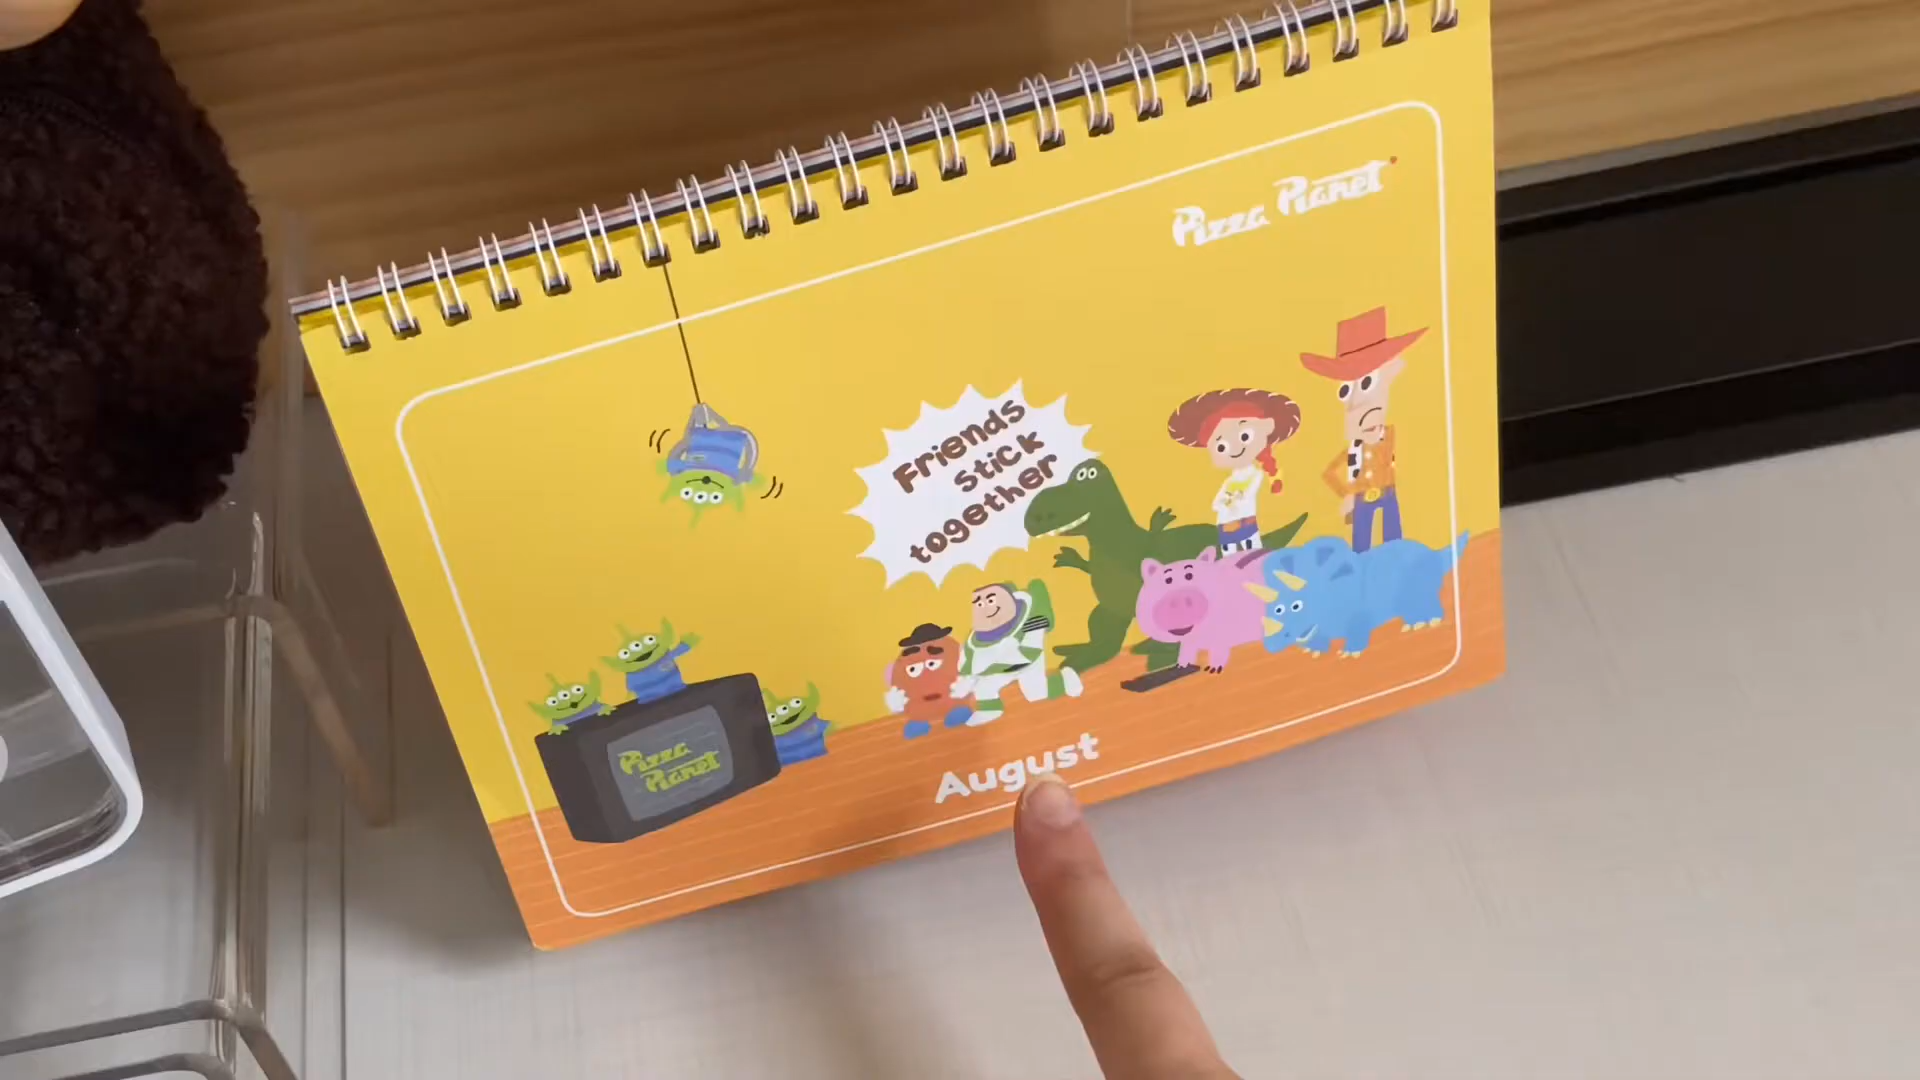 Pizza Planet
Friends
stick
together
Pizza
Planet
August